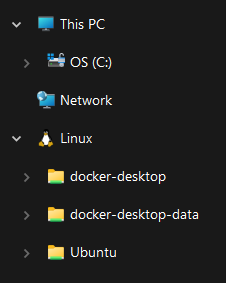 This PC
OS (C:)
Network
Linux
docker-desktop
docker-desktop-data
Ubuntu